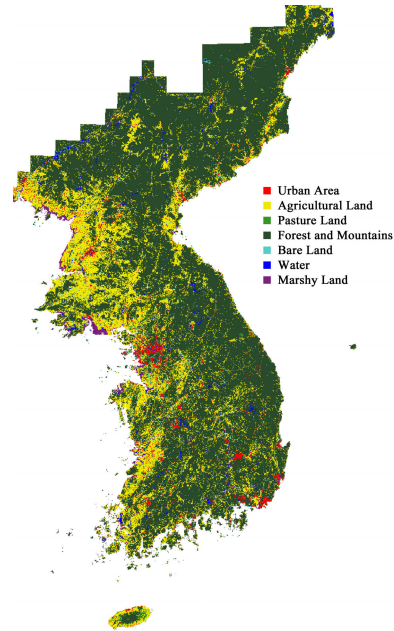 Urban Area
Agricultural Land
Pasture Land
Forest and Mountains
Bare Land
Water
Marshy Land